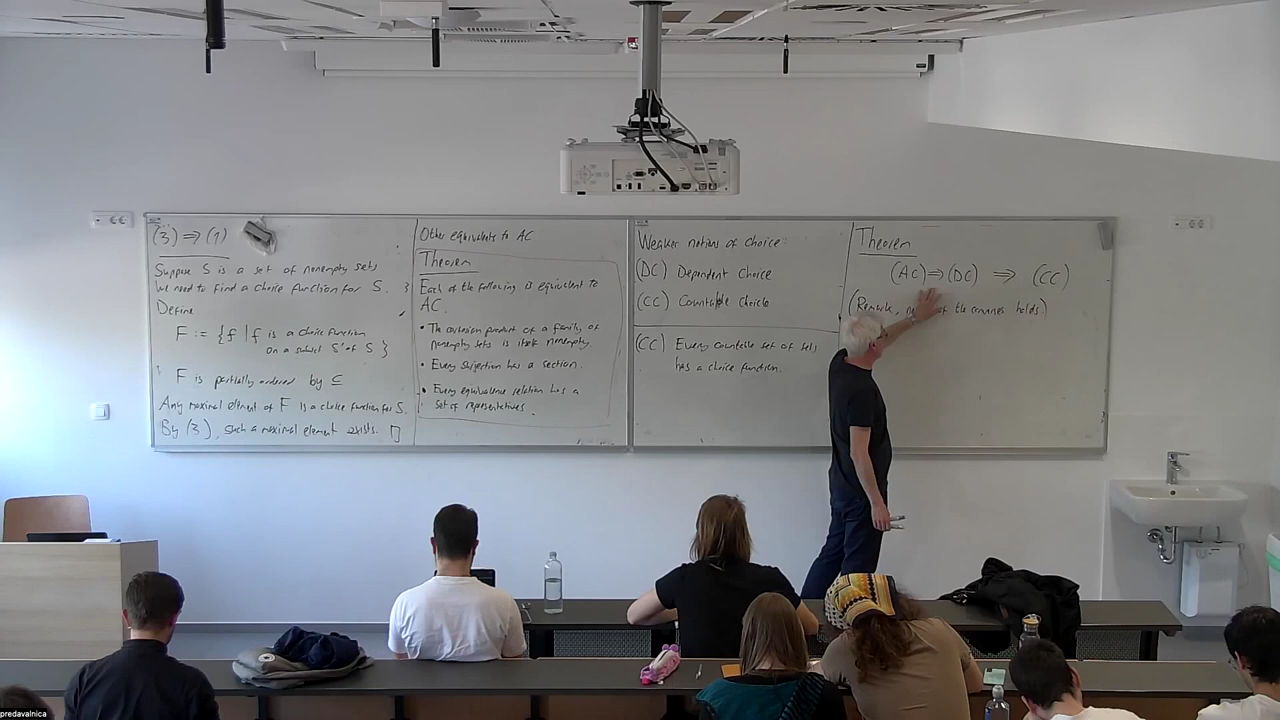 (3) ⇒ (1)
Suppose S is a set of nonempty sets
We need to find a choice function for S.
Define
F := {f | f is a choice function
on a subset S' of S }
F is partially ordered by ⊆
Any maximal element of F is a choice function for S.
By (3), such a maximal element exists. □
Other equivalents to AC
Theorem
Each of the following is equivalent to
AC.
• The cartesian product of a family of
nonempty sets is itself nonempty.
• Every surjection has a section.
• Every equivalence relation has a
set of representatives.
Weaker notions of choice:
(DC) Dependent Choice
(CC) Countable choice
(CC) Every countable set of sets
has a choice function.
Theorem
(AC) ⇒ (DC) ⇒ (CC)
(Remark, of the converses holds.)
predavalnica